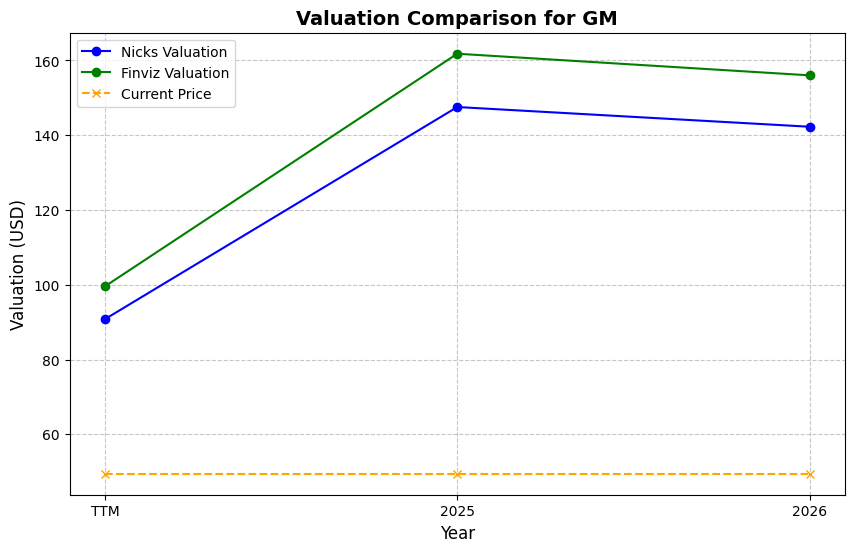 Valuation Comparison for GM
Nicks Valuation
Finviz Valuation
Current Price
Valuation (USD)
160
140
120
100
80
60
TTM
2025
2026
Year